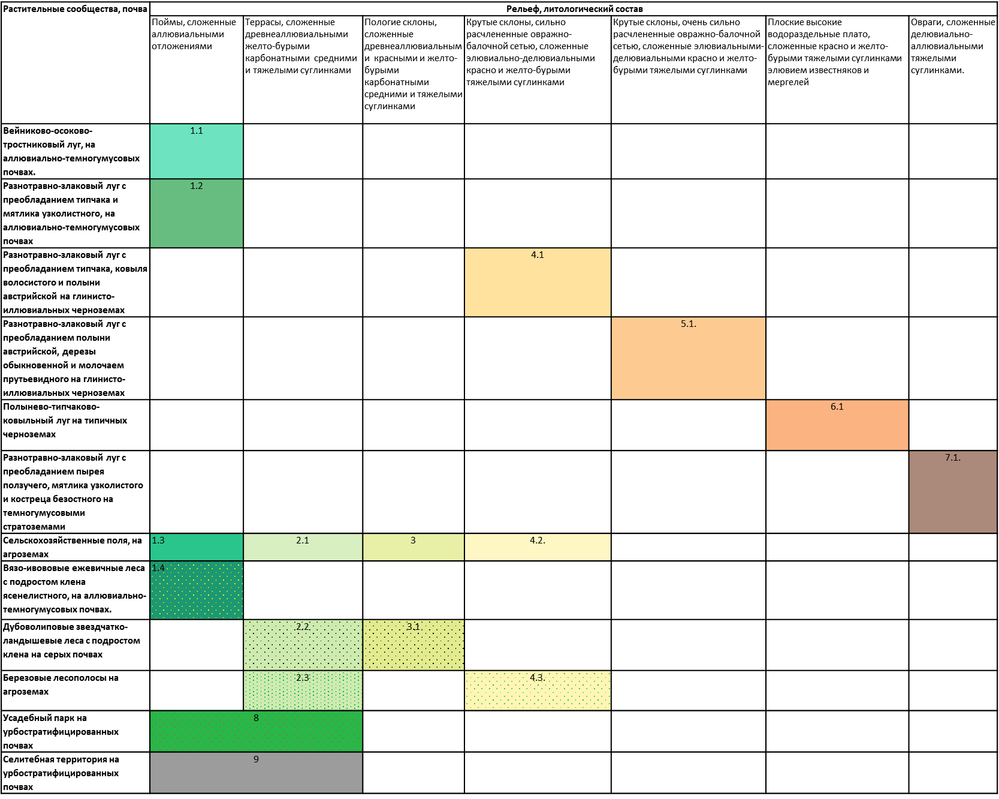 Растительные сообщества, почва
Рельеф, литологический состав
Поймы, сложенные
аллювиальными
отложениями
Террасы, сложенные
древнеаллювиальными
желто-бурыми
карбонатными средними
и тяжелыми суглинками
Пологие склоны,
сложенные
древнеаллювиальным
и красными и желто-
бурыми
карбонатными
средними и тяжелыми
суглинками
Крутые склоны, сильно
расчлененые овражно-
балочной сетью, сложенные
элювиально-делювиальными
красно и желто-бурыми
тяжелыми суглинками
Крутые склоны, очень сильно
расчлененные овражно-балочной
сетью, сложенные элювиальными-
делювиальными красно и желто-
бурыми тяжелыми суглинками
Плоские высокие
водораздельные плато,
сложенные красно и желто-
бурыми тяжелыми суглинками
элювием известняков и
мергелей
Овраги, сложенные
делювиально-
аллювиальными
тяжелыми
суглинками.
Вейниково-осоково-
тростниковый луг, на
аллювиально-темногумусовых
почвах.
1.1
Разнотравно-злаковый луг с
преобладанием типчака и
мятлика узколистного, на
аллювиально-темногумусовых
почвах
1.2
Разнотравно-злаковый луг с
преобладанием типчака, ковыля
волосистого и полыни
австрийской на глинисто-
иллювиальных черноземах
4.1
Разнотравно-злаковый луг с
преобладанием полыни
австрийской, дерезы
обыкновенной и молочаем
прутьевидного на глинисто-
иллювиальных черноземах
5.1.
Полынево-типчаково-
ковыльный луг на типичных
черноземах
6.1
Разнотравно-злаковый луг с
преобладанием пырея
ползучего, мятлика узколистого
и костреца безостного на
темногумусовыми
стратоземами
7.1.
Сельскохозяйственные поля, на
агроземах
1.3
2.1
3
4.2.
Вязо-ивововые ежевичные леса
с подростом клена
ясенелистного, на аллювиально-
темногумусовых почвах.
1.4
Дубоволиповые звездчатко-
ландышевые леса с подростом
клена на серых почвах
2.2
3.1
Березовые лесополосы на
агроземах
2.3
4.3.
Усадебный парк на
урбостратифицированных
почвах
8
Селитебная территория на
урбостратифицированных
почвах
9